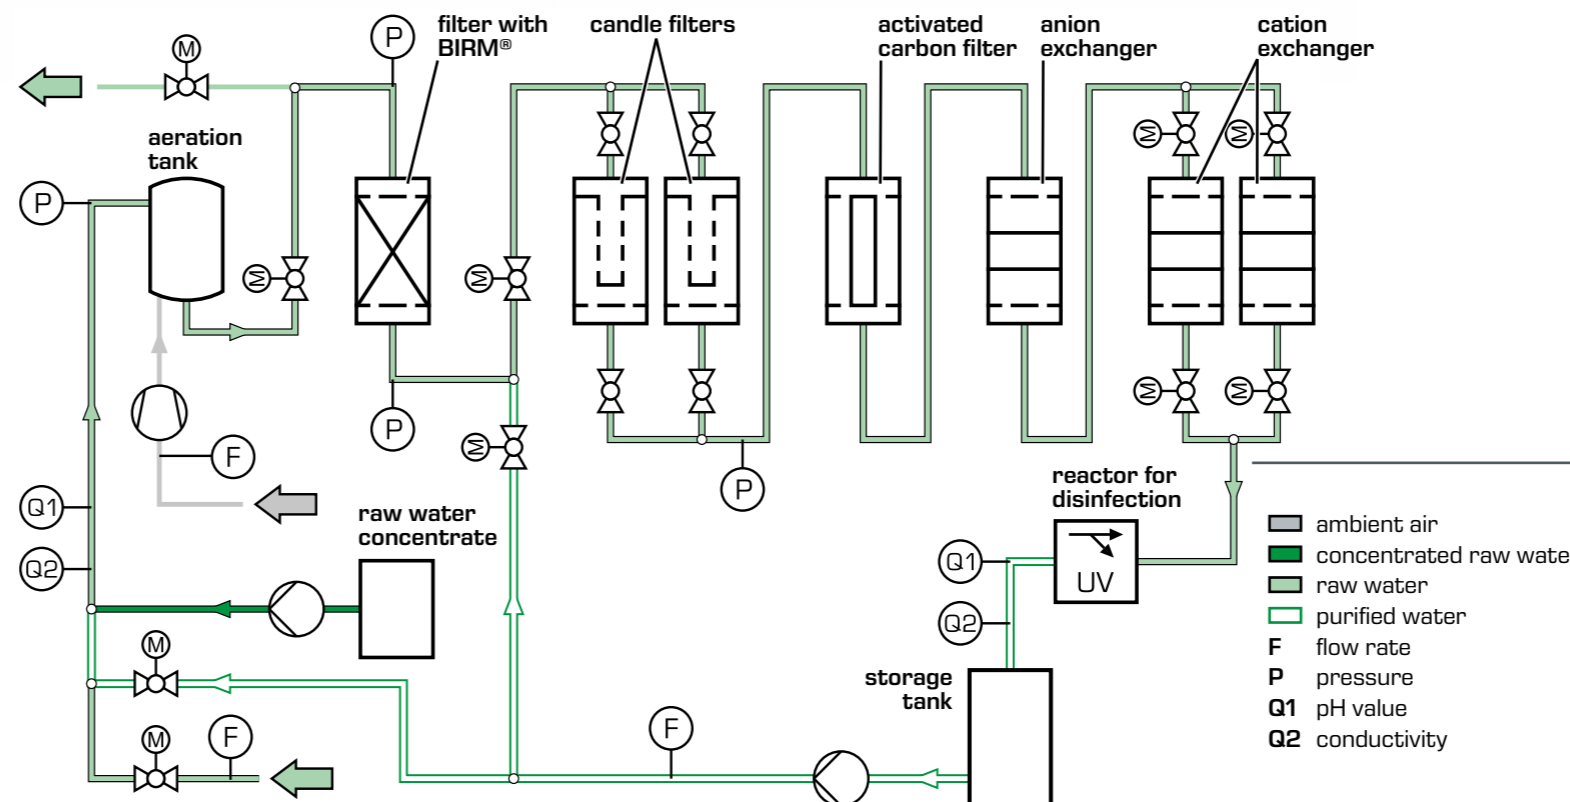 filter with
BIRM®
candle filters
activated
carbon filter
anion
exchanger
cation
exchanger
M
P
aeration
tank
P
M
M
M
M
M
M
P
M
P
F
Q1
Q2
raw water
concentrate
reactor for
disinfection
UV
Q1
Q2
M
storage
tank
F
M
F
ambient air
concentrated raw wate
raw water
purified water
F flow rate
P pressure
Q1 pH value
Q2 conductivity